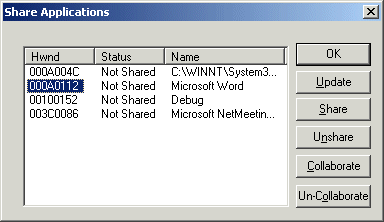 Share Applications
Hwnd Status Name
000A004C Not Shared C:\WINNT\System3...
000A0112 Not Shared Microsoft Word
00100152 Not Shared Debug
003C0086 Not Shared Microsoft NetMeetin...
OK
Update
Share
Unshare
Collaborate
Un-Collaborate